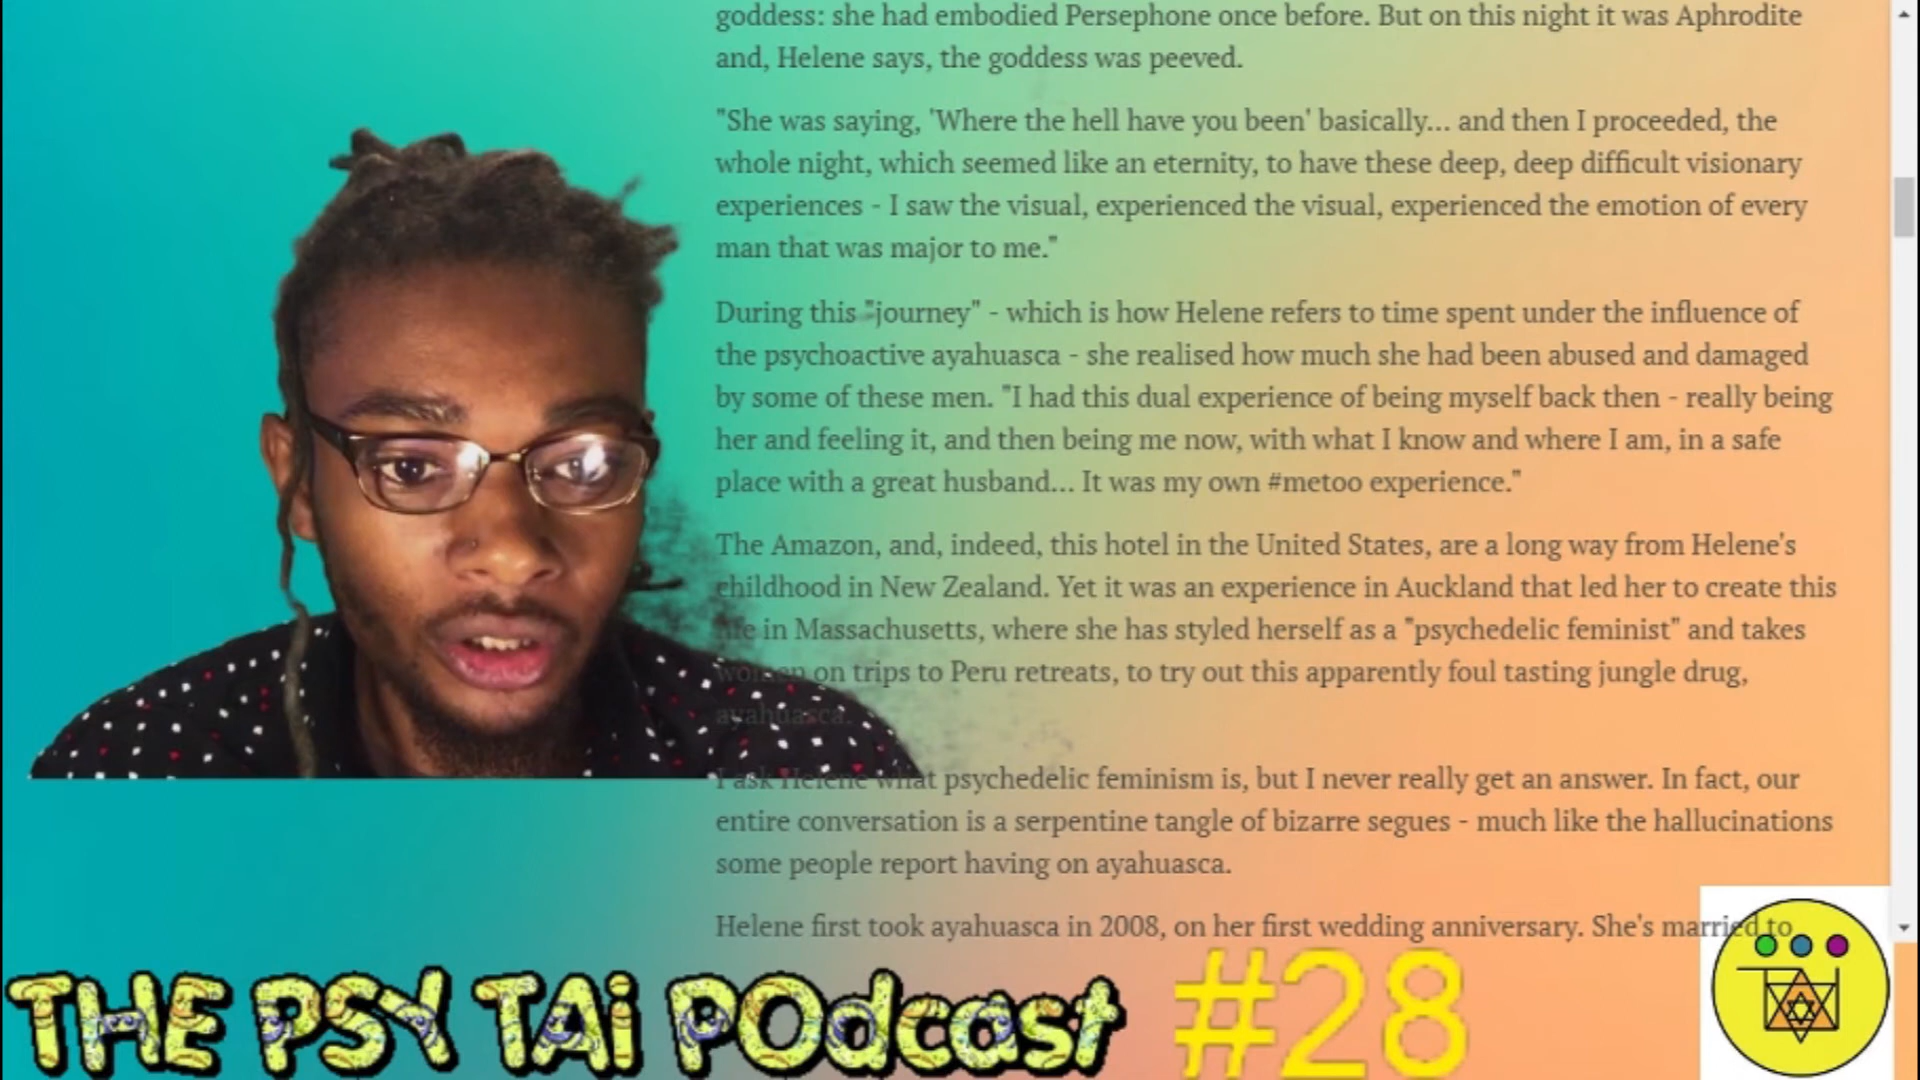 goddess: she had embodied Persephone once before. But on this night it was Aphrodite
and, Helene says, the goddess was peeved.
"She was saying, 'Where the hell have you been' basically... and then I proceeded, the
whole night, which seemed like an eternity, to have these deep, deep difficult visionary
experiences - I saw the visual, experienced the visual, experienced the emotion of every
man that was major to me."
During this "journey" - which is how Helene refers to time spent under the influence of
the psychoactive ayahuasca - she realised how much she had been abused and damaged
by some of these men. "I had this dual experience of being myself back then - really being
her and feeling it, and then being me now, with what I know and where I am, in a safe
place with a great husband... It was my own #metoo experience."
The Amazon, and, indeed, this hotel in the United States, are a long way from Helene's
childhood in New Zealand. Yet it was an experience in Auckland that led her to create this
life in Massachusetts, where she has styled herself as a "psychedelic feminist" and takes
women on trips to Peru retreats, to try out this apparently foul tasting jungle drug,
ayahuasca.
I ask Helene what psychedelic feminism is, but I never really get an answer. In fact, our
entire conversation is a serpentine tangle of bizarre segues - much like the hallucinations
some people report having on ayahuasca.
Helene first took ayahuasca in 2008, on her first wedding anniversary. She's married to
THE PSY TAi POdcast #28